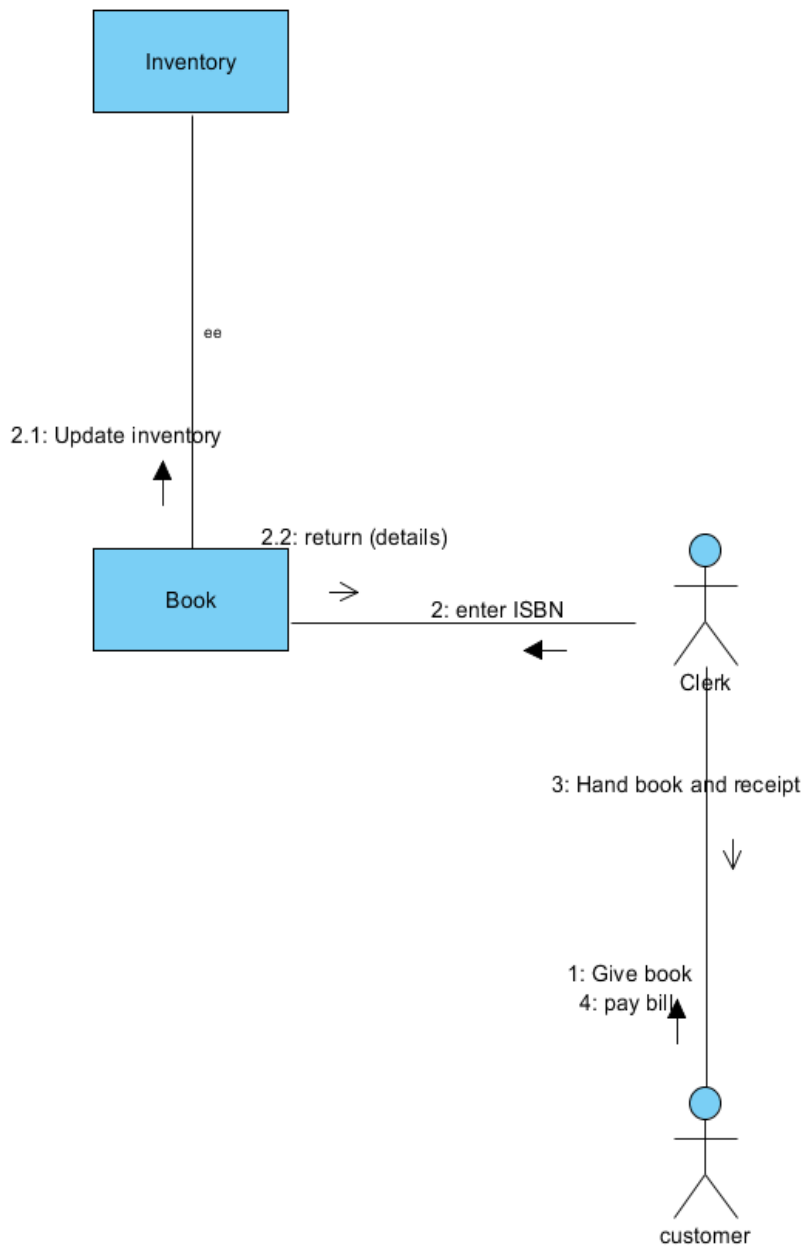 Inventory
ee
2.1: Update inventory
2.2: return (details)
Book
2: enter ISBN
Clerk
3: Hand book and receipt
1: Give book
4: pay bill
customer